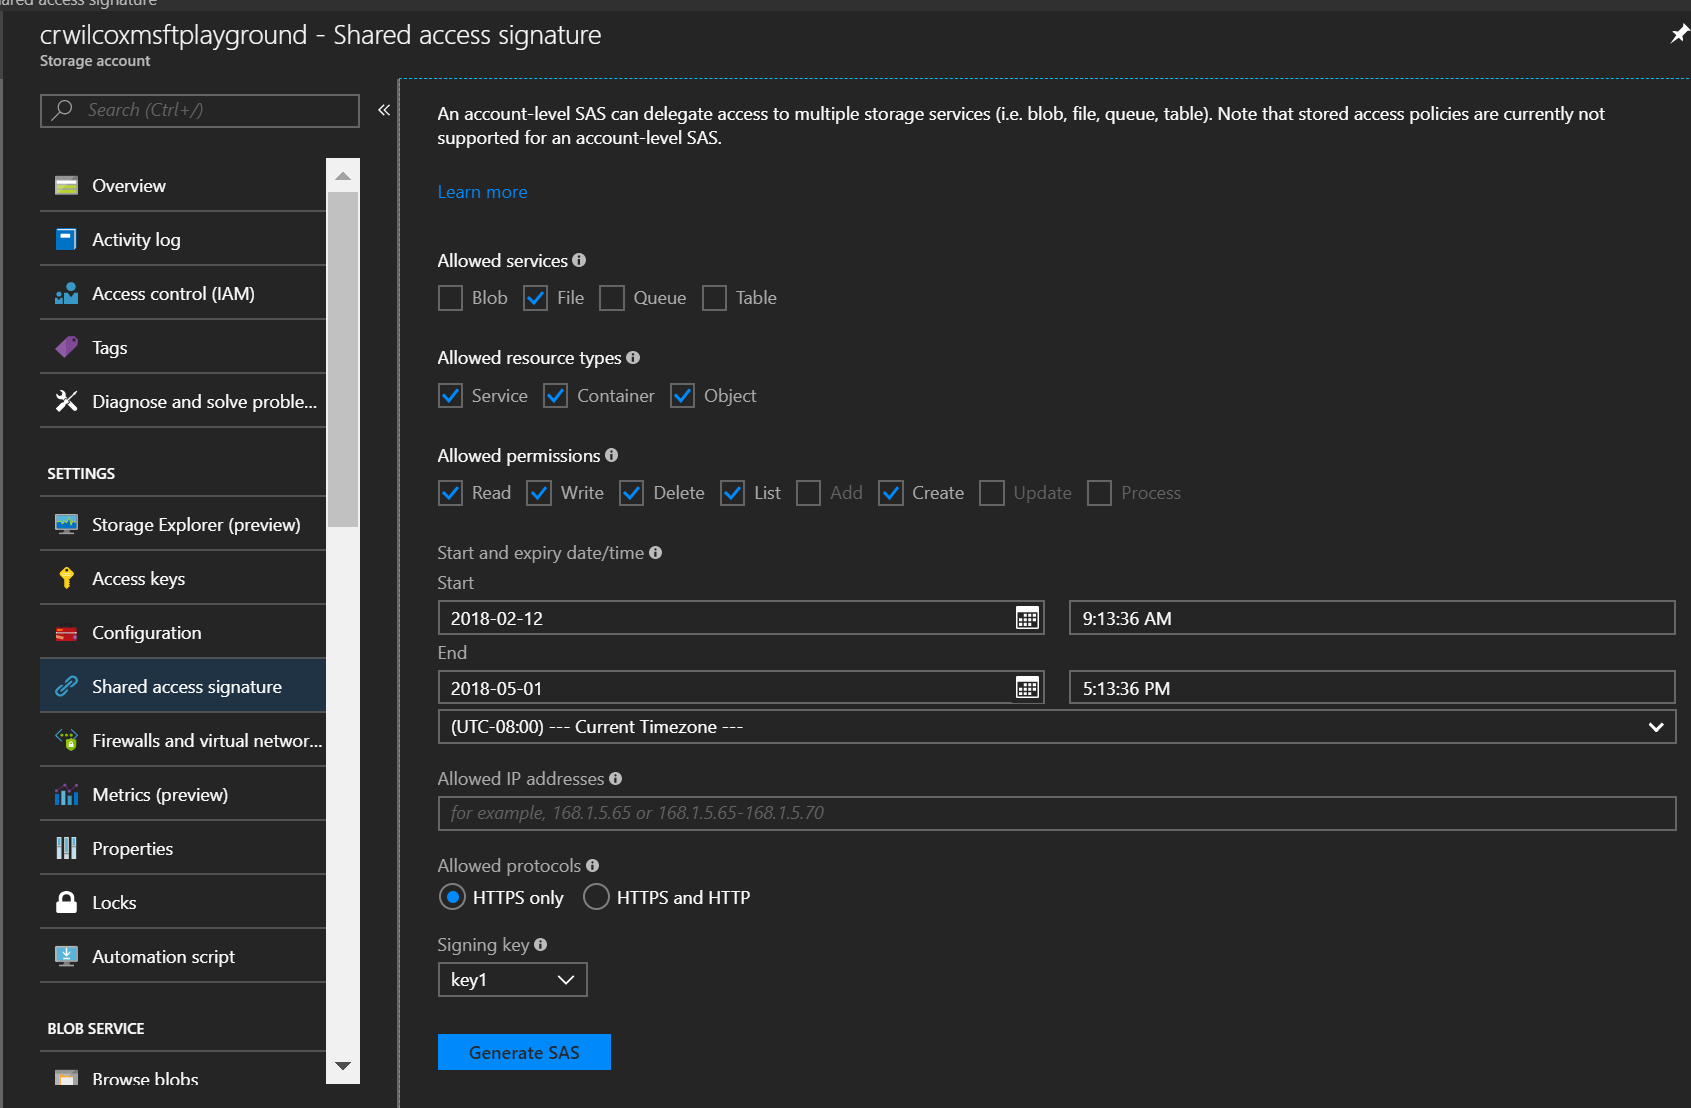 ared access signature
crwilcoxmsftplayground - Shared access signature
Storage account
Search (Ctrl+/)
«
Overview
Activity log
Access control (IAM)
Tags
Diagnose and solve proble...
SETTINGS
Storage Explorer (preview)
Access keys
Configuration
Shared access signature
Firewalls and virtual networ...
Metrics (preview)
Properties
Locks
Automation script
BLOB SERVICE
Browse blobs
An account-level SAS can delegate access to multiple storage services (i.e. blob, file, queue, table). Note that stored access policies are currently not
supported for an account-level SAS.
Learn more
Allowed services
Blob File Queue Table
Allowed resource types
Service Container Object
Allowed permissions
Read Write Delete List Add Create Update Process
Start and expiry date/time
Start
2018-02-12 9:13:36 AM
End
2018-05-01 5:13:36 PM
(UTC-08:00) --- Current Timezone ---
Allowed IP addresses
for example, 168.1.5.65 or 168.1.5.65-168.1.5.70
Allowed protocols
HTTPS only HTTPS and HTTP
Signing key
key1
Generate SAS